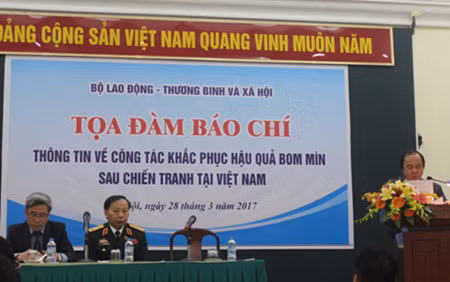 ĐẢNG CỘNG SẢN VIỆT NAM QUANG VINH MUÔN NĂM
BỘ LAO ĐỘNG - THƯƠNG BINH VÀ XÃ HỘI
TỌA ĐÀM BÁO CHÍ
THÔNG TIN VỀ CÔNG TÁC KHẮC PHỤC HẬU QUẢ BOM MÌN
SAU CHIẾN TRANH TẠI VIỆT NAM
Nội, ngày 28 tháng 3 năm 2017